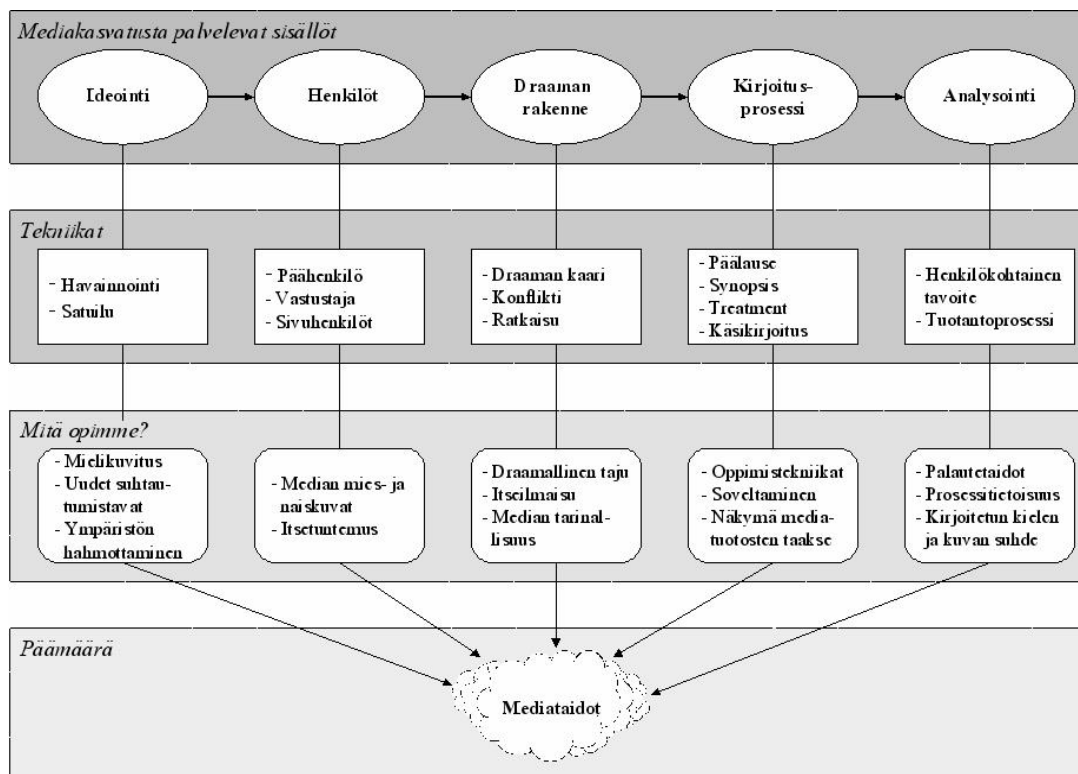 Mediakasvatusta palvelevat sisällöt
Ideointi
Henkilöt
Draaman
rakenne
Kirjoitus-
prosessi
Analysointi
Tekniikat
- Havainnointi
- Satuilu
- Päähenkilö
- Vastustaja
- Sivuhenkilöt
- Draaman kaari
- Konflikti
- Ratkaisu
- Päälause
- Synopsis
- Treatment
- Käsikirjoitus
- Henkilökohtainen
tavoite
- Tuotantoprosessi
Mitä opimme?
- Mielikuvitus
- Uudet suhtau-
tumistavat
- Ympäristön
hahmottaminen
- Median mies- ja
naiskuvat
- Itsetuntemus
- Draamallinen taju
- Itseilmaisu
- Median tarinal-
lisuus
- Oppimistekniikat
- Soveltaminen
- Näkymä media-
tuotosten taakse
- Palautetaidot
- Prosessitietoisuus
- Kirjoitetun kielen
ja kuvan suhde
Päämäärä
Mediataidot